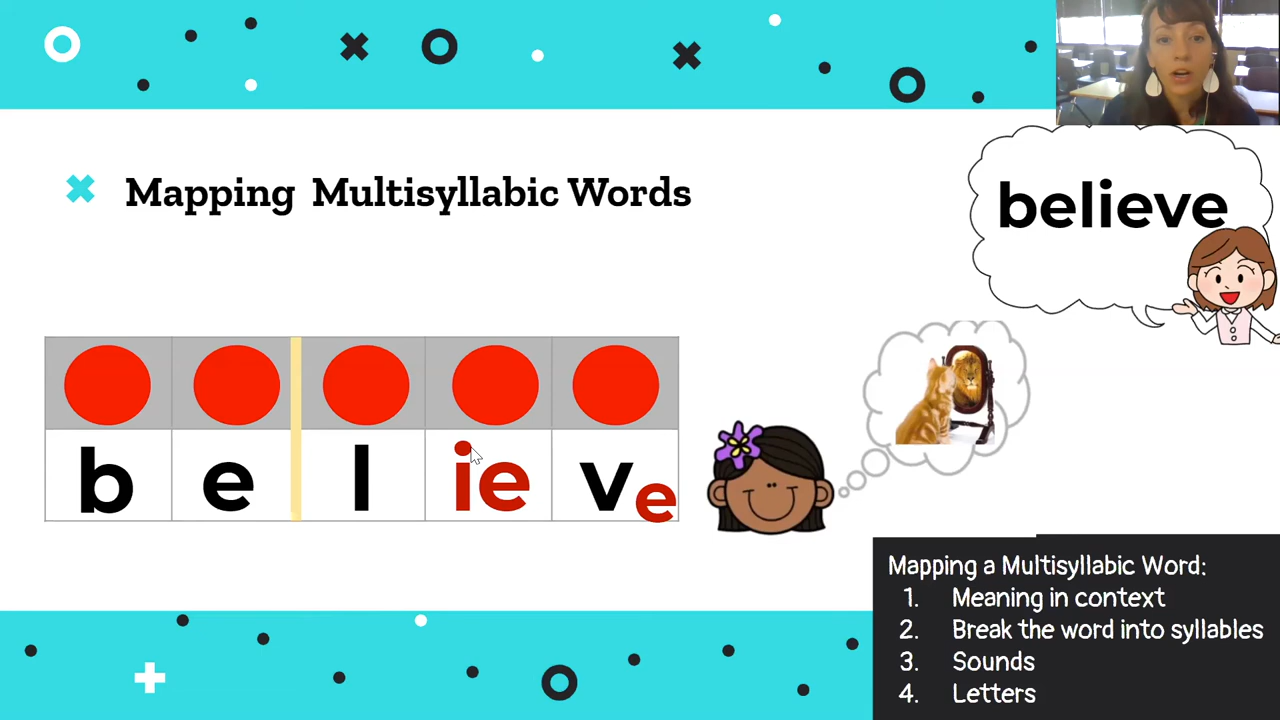 Mapping Multisyllabic Words
believe
b e l ie v e
Mapping a Multisyllabic Word:
1. Meaning in context
2. Break the word into syllables
3. Sounds
4. Letters